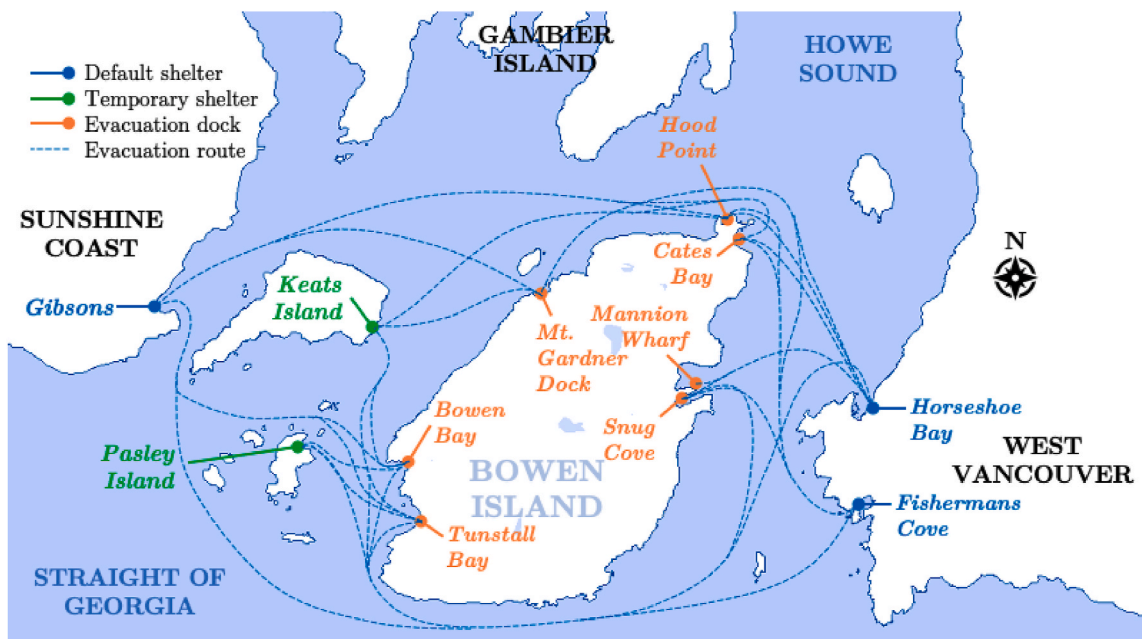 GAMBIER
ISLAND
HOWE
SOUND
Default shelter
Temporary shelter
Evacuation dock
Evacuation route
Hood
Point
SUNSHINE
COAST
N
Cates
Bay
Keats
Island
Gibsons
Mannion
Wharf
Mt.
Gardner
Dock
Bowen
Bay
Snug
Cove
Horseshoe
Bay
Pasley
Island
WEST
VANCOUVER
BOWEN
ISLAND
Fishermans
Cove
Tunstall
Bay
STRAIGHT OF
GEORGIA